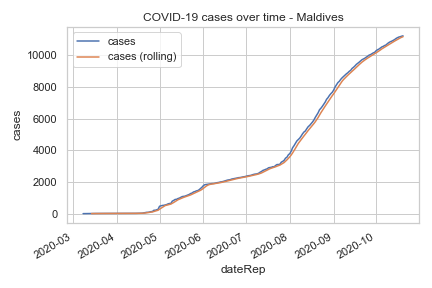 COVID-19 cases over time - Maldives
cases
cases (rolling)
10000
8000
6000
4000
2000
0
cases
2020-03
2020-04
2020-05
2020-06
2020-07
2020-08
2020-09
2020-10
dateRep